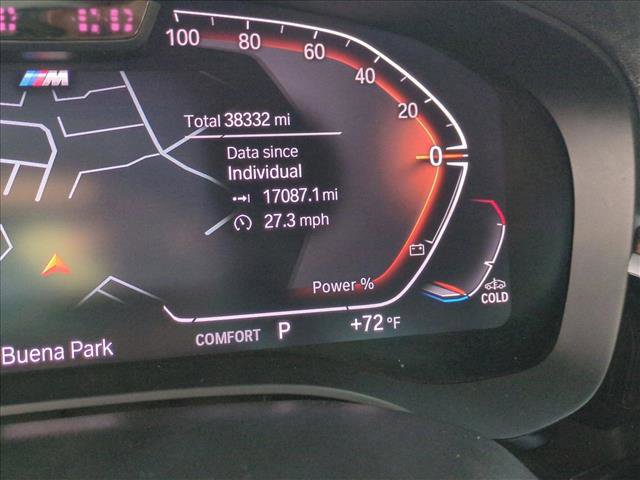 100 80 60 40 20 0
M
Total 38332 mi
Data since
Individual
17087.1 mi
27.3 mph
Power %
COLD
COMFORT P +72 °F
Buena Park